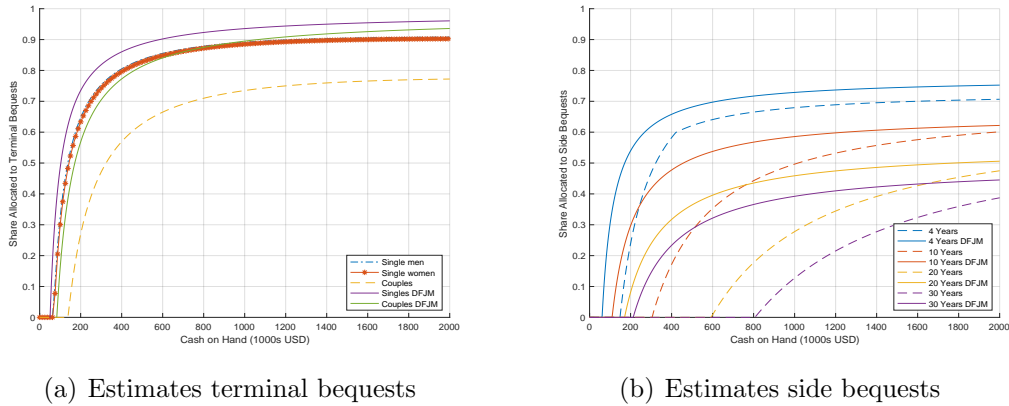 Share Allocated to Terminal Bequests
1
0.9
0.8
0.7
0.6
0.5
0.4
0.3
0.2
0.1
0
0 200 400 600 800 1000 1200 1400 1600 1800 2000
Cash on Hand (1000s USD)
Single men
Single women
Couples
Singles DFJM
Couples DFJM
(a) Estimates terminal bequests
Share Allocated to Side Bequests
1
0.9
0.8
0.7
0.6
0.5
0.4
0.3
0.2
0.1
0
0 200 400 600 800 1000 1200 1400 1600 1800 2000
Cash on Hand (1000s USD)
4 Years
4 Years DFJM
10 Years
10 Years DFJM
20 Years
20 Years DFJM
30 Years
30 Years DFJM
(b) Estimates side bequests